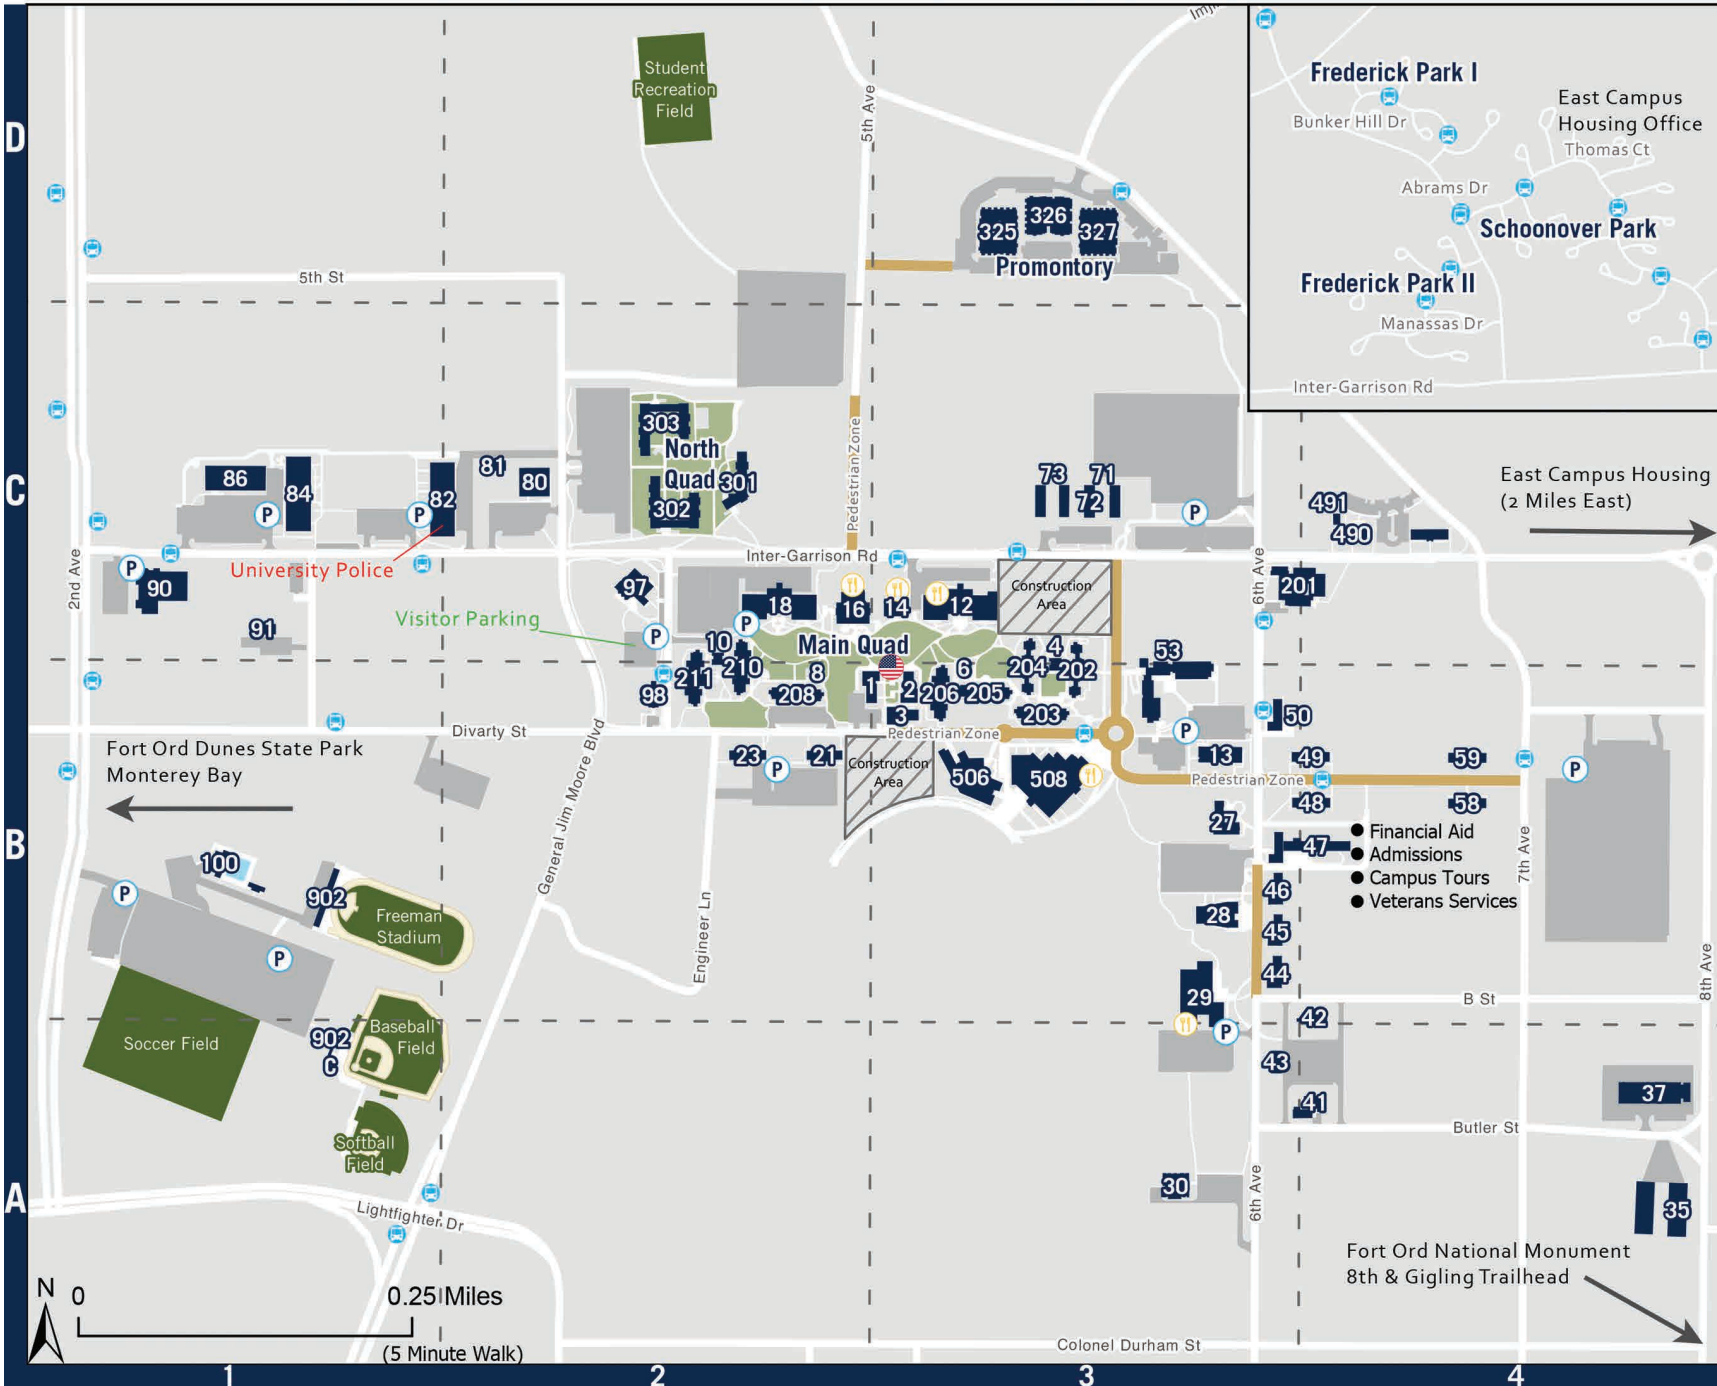 D
C
B
A
1
2
3
4
Student
Recreation
Field
5th Ave
325
326
327
Promontory
5th St
Frederick Park I
Bunker Hill Dr
East Campus
Housing Office
Thomas Ct
Abrams Dr
Schoonover Park
Frederick Park II
Manassas Dr
Inter-Garrison Rd
303
North
Quad
301
302
Pedestrian Zone
86
84
82
81
80
P
P
University Police
73
71
72
P
491
490
East Campus Housing
(2 Miles East)
2nd Ave
Inter-Garrison Rd
6th Ave
P
90
91
97
Visitor Parking
P
18
16
14
12
P
Construction
Area
201
Main Quad
10
210
211
98
8
208
1
2
3
6
206
205
204
4
202
203
53
50
P
13
Divarty St
Pedestrian Zone
Fort Ord Dunes State Park
Monterey Bay
General Jim Moore Blvd
23
21
P
Construction
Area
506
508
Pedestrian Zone
49
59
48
58
P
27
47
Financial Aid
Admissions
Campus Tours
Veterans Services
7th Ave
46
28
45
44
29
P
100
902
P
Freeman
Stadium
P
Engineer Ln
B St
8th Ave
42
43
41
Soccer Field
902
C
Baseball
Field
Softball
Field
37
Butler St
30
6th Ave
35
Lightfighter Dr
Fort Ord National Monument
8th & Gigling Trailhead
N
0
0.25 Miles
(5 Minute Walk)
Colonel Durham St